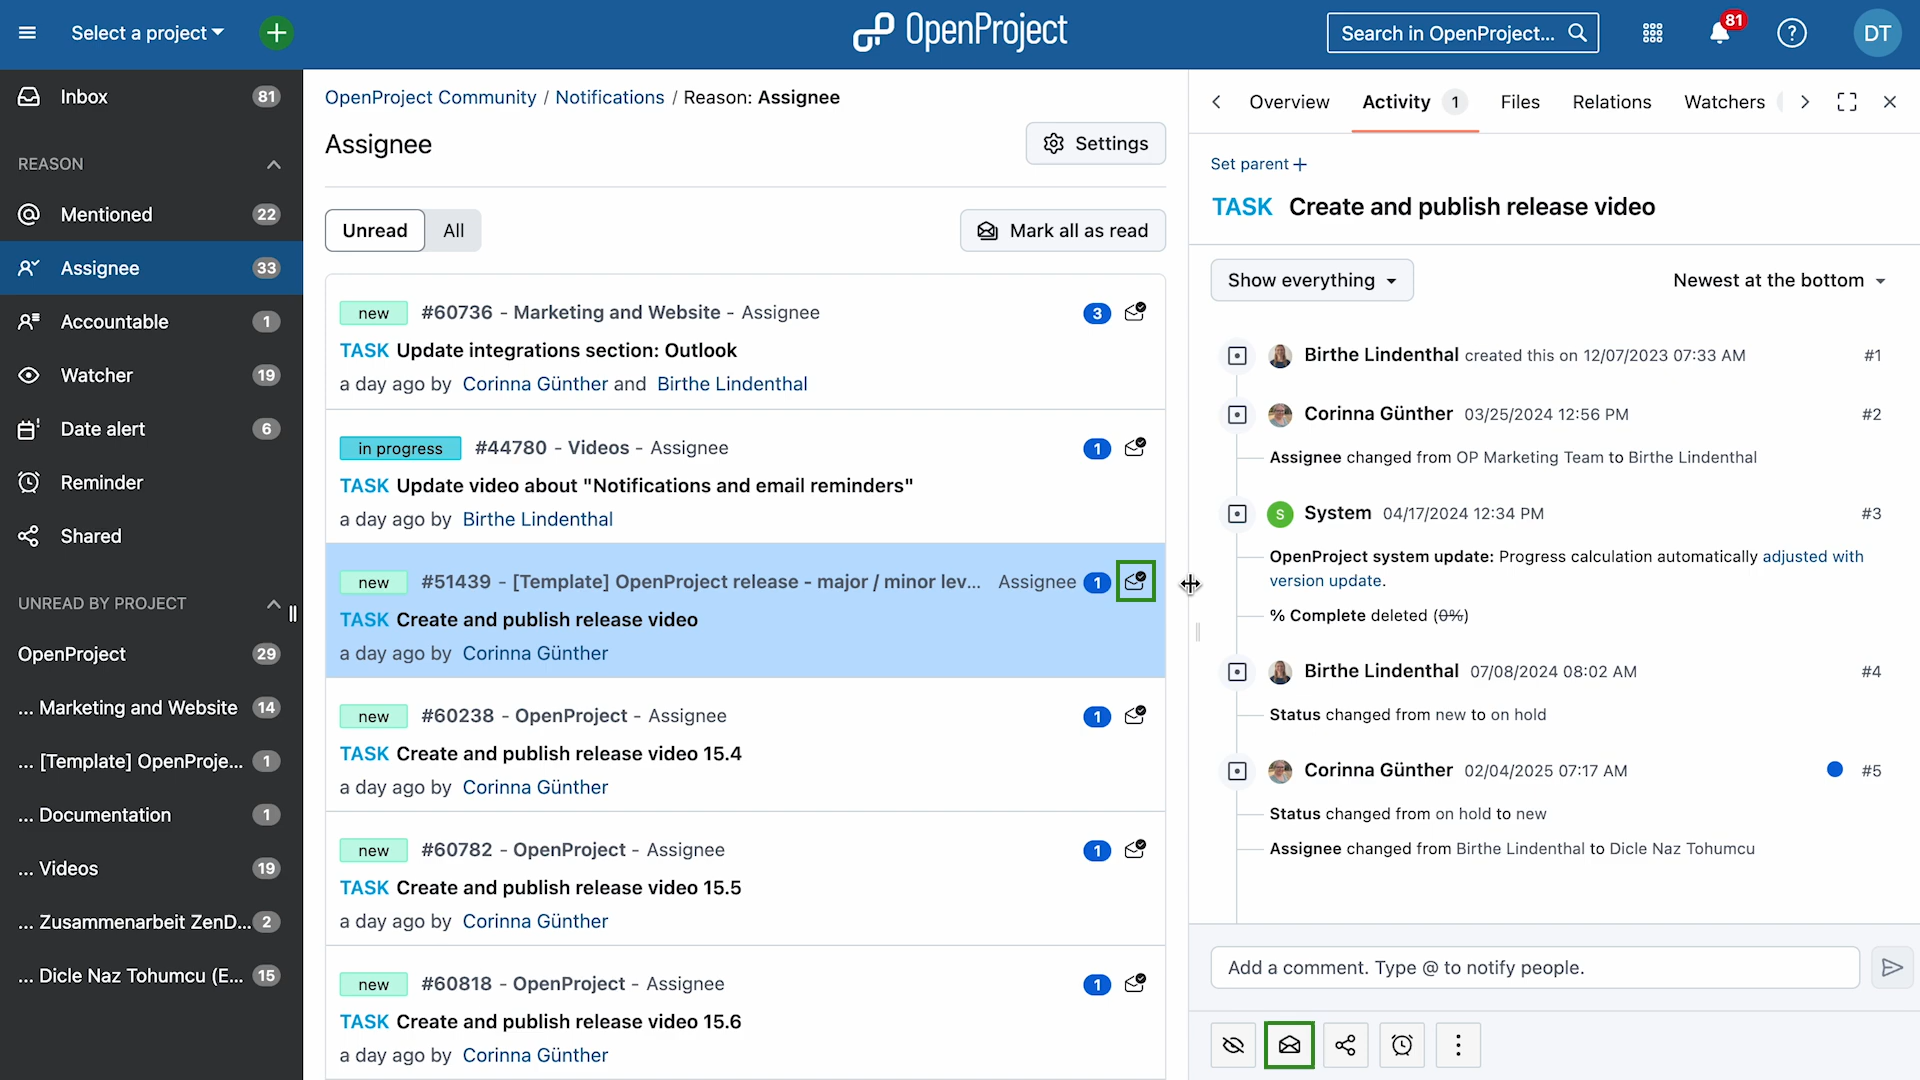 Select a project
OpenProject
Search in OpenProject...
81
DT
Inbox
81
REASON
Mentioned
22
Assignee
33
Accountable
1
Watcher
19
Date alert
6
Reminder
Shared
UNREAD BY PROJECT
OpenProject
29
... Marketing and Website
14
... [Template] OpenProje...
1
... Documentation
1
... Videos
19
... Zusammenarbeit ZenD...
2
... Dicle Naz Tohumcu (E...
15
OpenProject Community / Notifications / Reason: Assignee
Assignee
Settings
Unread
All
Mark all as read
new #60736 - Marketing and Website - Assignee 3
TASK Update integrations section: Outlook
a day ago by Corinna Günther and Birthe Lindenthal
in progress #44780 - Videos - Assignee 1
TASK Update video about "Notifications and email reminders"
a day ago by Birthe Lindenthal
new #51439 - [Template] OpenProject release - major / minor lev... Assignee 1
TASK Create and publish release video
a day ago by Corinna Günther
new #60238 - OpenProject - Assignee 1
TASK Create and publish release video 15.4
a day ago by Corinna Günther
new #60782 - OpenProject - Assignee 1
TASK Create and publish release video 15.5
a day ago by Corinna Günther
new #60818 - OpenProject - Assignee 1
TASK Create and publish release video 15.6
a day ago by Corinna Günther
Overview Activity 1 Files Relations Watchers
Set parent +
TASK Create and publish release video
Show everything
Newest at the bottom
Birthe Lindenthal created this on 12/07/2023 07:33 AM #1
Corinna Günther 03/25/2024 12:56 PM #2
Assignee changed from OP Marketing Team to Birthe Lindenthal
S System 04/17/2024 12:34 PM #3
OpenProject system update: Progress calculation automatically adjusted with
version update.
% Complete deleted (0%)
Birthe Lindenthal 07/08/2024 08:02 AM #4
Status changed from new to on hold
Corinna Günther 02/04/2025 07:17 AM #5
Status changed from on hold to new
Assignee changed from Birthe Lindenthal to Dicle Naz Tohumcu
Add a comment. Type @ to notify people.